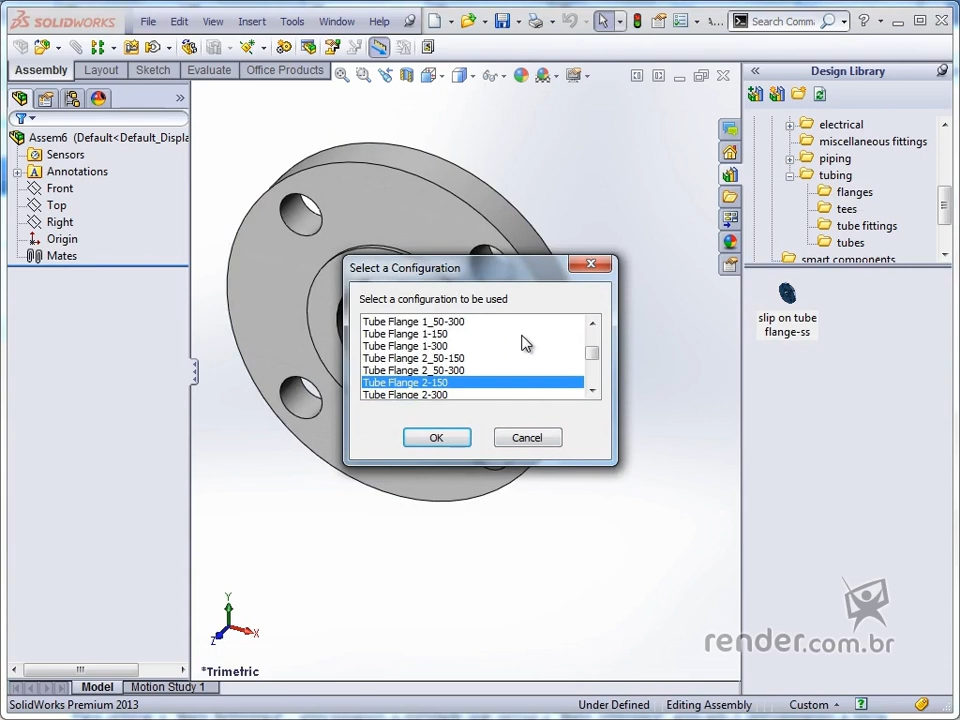 SOLIDWORKS File Edit View Insert Tools Window Help A... Search Comma
Assembly Layout Sketch Evaluate Office Products
Design Library
Assem6 (Default<Default_Displa
Sensors
Annotations
Front
Top
Right
Origin
Mates
electrical
miscellaneous fittings
piping
tubing
flanges
tees
tube fittings
tubes
smart components
slip on tube
flange-ss
Select a Configuration
Select a configuration to be used
Tube Flange 1_50-300
Tube Flange 1-150
Tube Flange 1-300
Tube Flange 2_50-150
Tube Flange 2_50-300
Tube Flange 2-150
Tube Flange 2-300
OK Cancel
Y
X
Z
*Trimetric
render.com.br
Model Motion Study 1
SolidWorks Premium 2013 Under Defined Editing Assembly Custom